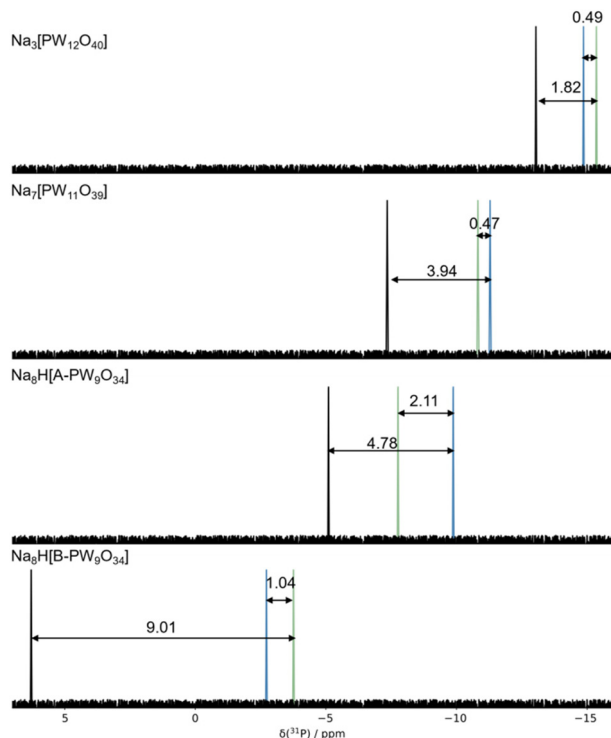 Na₃[PW₁₂O₄₀]
0.49
1.82
Na₇[PW₁₁O₃₉]
0.47
3.94
Na₈H[A-PW₉O₃₄]
2.11
4.78
Na₈H[B-PW₉O₃₄]
1.04
9.01
5 0 −5 −10 −15
δ(³¹P) / ppm